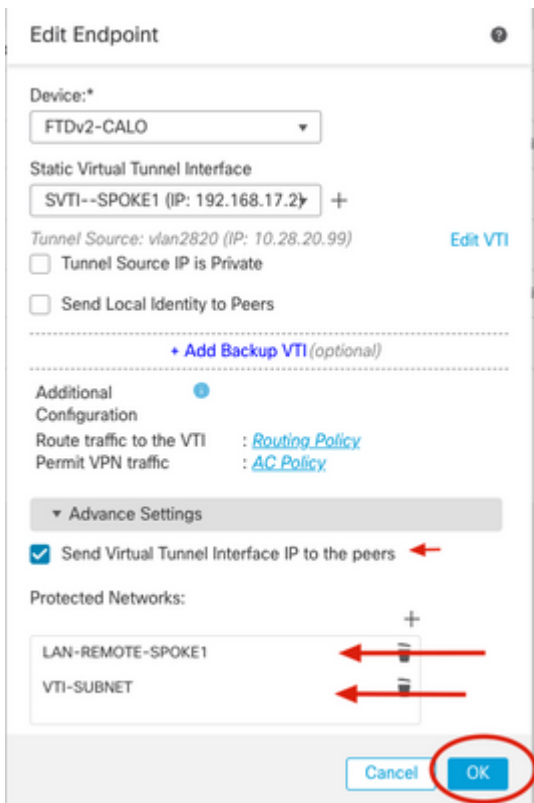 Edit Endpoint
Device:*
FTDv2-CALO
Static Virtual Tunnel Interface
SVTI--SPOKE1 (IP: 192.168.17.2)
Tunnel Source: vlan2820 (IP: 10.28.20.99) Edit VTI
Tunnel Source IP is Private
Send Local Identity to Peers
+ Add Backup VTI (optional)
Additional
Configuration
Route traffic to the VTI : Routing Policy
Permit VPN traffic : AC Policy
Advance Settings
Send Virtual Tunnel Interface IP to the peers
Protected Networks:
+
LAN-REMOTE-SPOKE1
VTI-SUBNET
Cancel OK